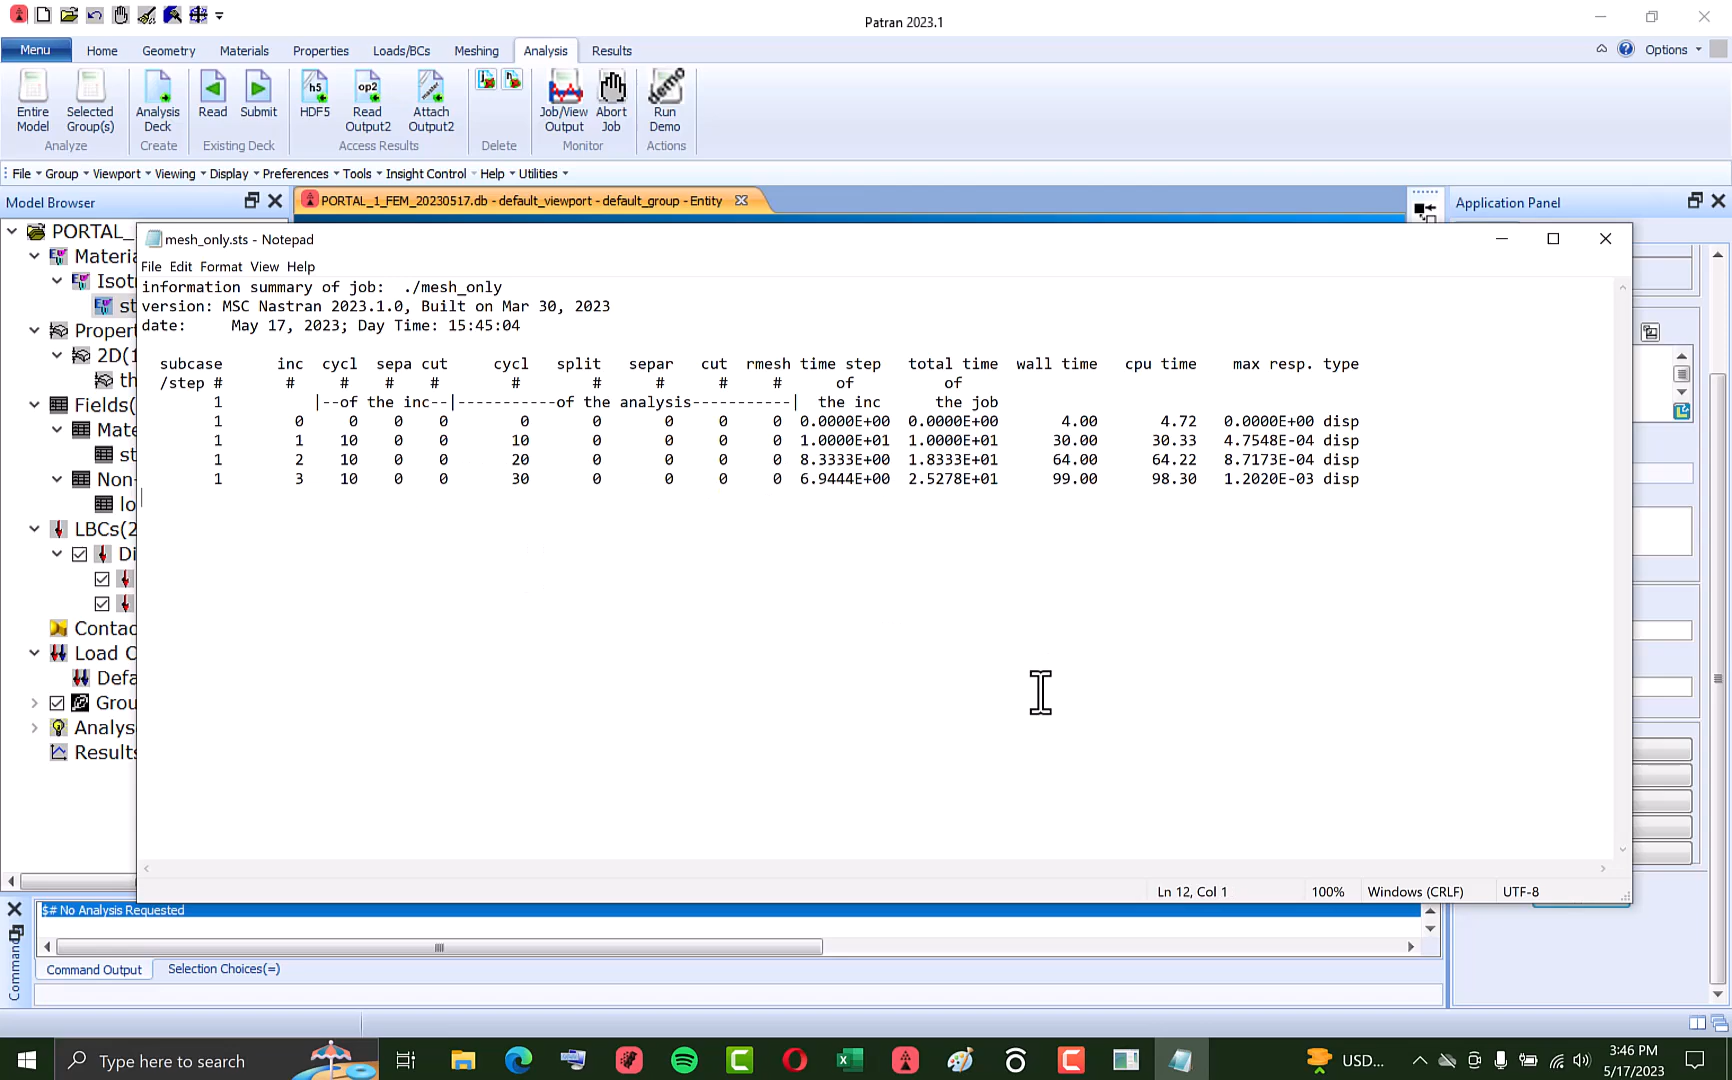 Patran 2023.1
Menu Home Geometry Materials Properties Loads/BCs Meshing Analysis Results Options
Entire Model
Selected Group(s)
Analysis Deck
Read
Submit
h5 HDF5
op2 Read Output2
Attach Output2
Job/View Output
Abort Job
Run Demo
Analyze Create Existing Deck Access Results Delete Monitor Actions
File Group Viewport Viewing Display Preferences Tools Insight Control Help Utilities
Model Browser
PORTAL_1_FEM_20230517.db - default_viewport - default_group - Entity
Application Panel
PORTAL_
Materia
Isotr
st
Propert
2D(1
th
Fields(
Mate
st
Non-
lo
LBCs(2
Di
Contac
Load C
Defa
Grou
Analys
Results
mesh_only.sts - Notepad
File Edit Format View Help
information summary of job: ./mesh_only
version: MSC Nastran 2023.1.0, Built on Mar 30, 2023
date: May 17, 2023; Day Time: 15:45:04
subcase inc cycl sepa cut cycl split separ cut rmesh time step total time wall time cpu time max resp. type
/step # # # # # # # # # # of of
1 |--of the inc--|-----------of the analysis-----------| the inc the job
1 0 0 0 0 0 0 0 0 0 0.0000E+00 0.0000E+00 4.00 4.72 0.0000E+00 disp
1 1 10 0 0 10 0 0 0 0 1.0000E+01 1.0000E+01 30.00 30.33 4.7548E-04 disp
1 2 10 0 0 20 0 0 0 0 8.3333E+00 1.8333E+01 64.00 64.22 8.7173E-04 disp
1 3 10 0 0 30 0 0 0 0 6.9444E+00 2.5278E+01 99.00 98.30 1.2020E-03 disp
Ln 12, Col 1 100% Windows (CRLF) UTF-8
$# No Analysis Requested
Command Output Selection Choices(=)
Command
Type here to search
USD...
3:46 PM
5/17/2023